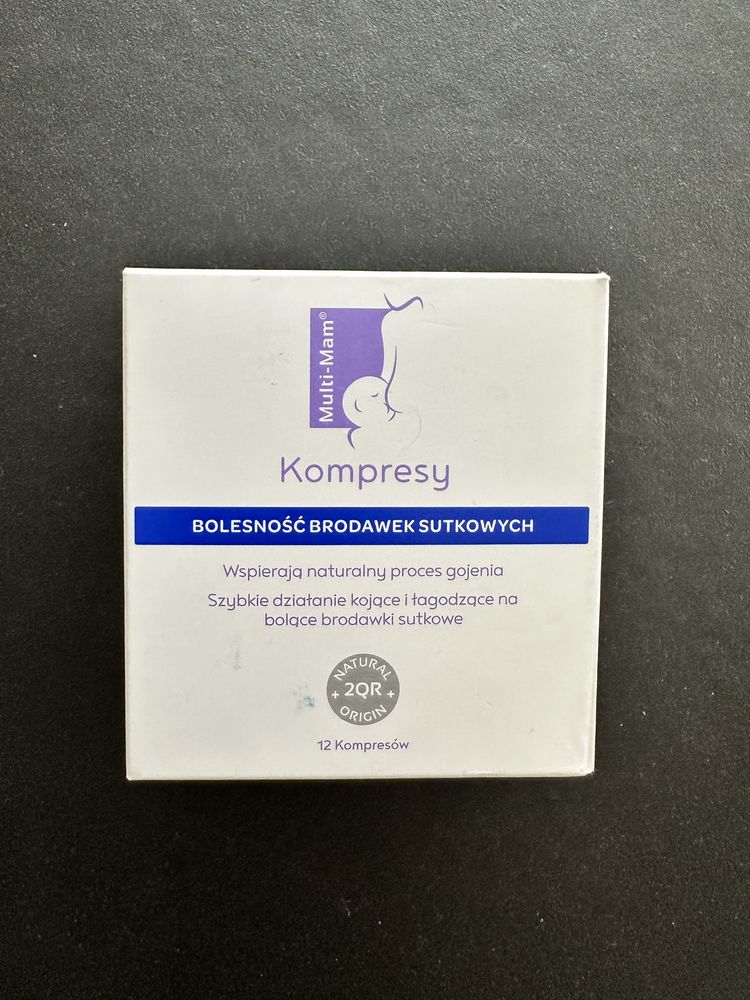 Multi-Mam®
Kompresy
BOLESNOŚĆ BRODAWEK SUTKOWYCH
Wspierają naturalny proces gojenia
Szybkie działanie kojące i łagodzące na
bolące brodawki sutkowe
NATURAL
+ 2QR +
ORIGIN
12 Kompresów